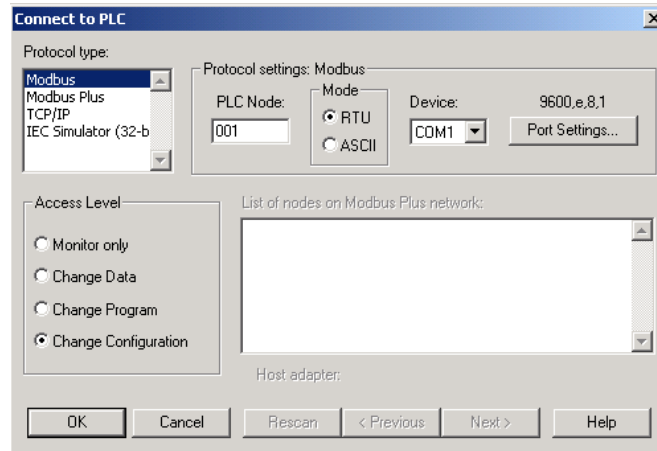 Connect to PLC
Protocol type:
Modbus
Modbus Plus
TCP/IP
IEC Simulator (32-b
Protocol settings: Modbus
PLC Node:
001
Mode
RTU
ASCII
Device:
COM1
9600,e,8,1
Port Settings...
Access Level
Monitor only
Change Data
Change Program
Change Configuration
List of nodes on Modbus Plus network:
Host adapter:
OK
Cancel
Rescan
< Previous
Next >
Help